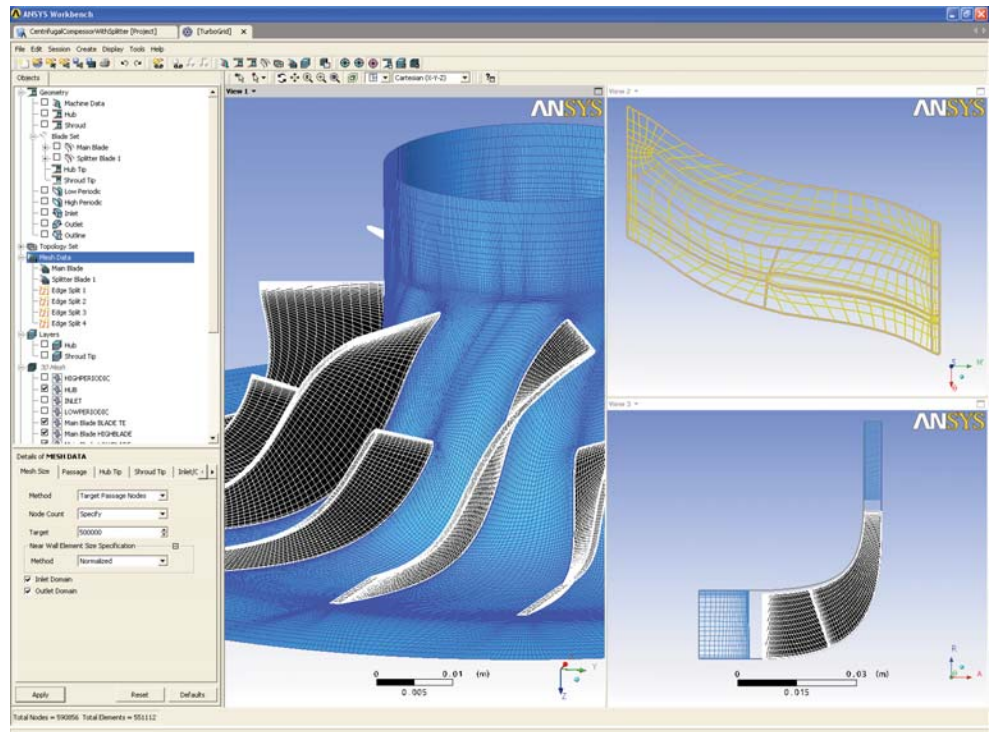 ANSYS Workbench
CentrifugalCompessorWithSplitter [Project]
[TurboGrid]
File Edit Session Create Display Tools Help
Cartesian (X-Y-Z)
Objects
Geometry
Machine Data
Hub
Shroud
Blade Set
Main Blade
Splitter Blade 1
Hub Tip
Shroud Tip
Low Periodic
High Periodic
Inlet
Outlet
Outline
Topology Set
Mesh Data
Main Blade
Splitter Blade 1
Edge Split 1
Edge Split 2
Edge Split 3
Edge Split 4
Layers
Hub
Shroud Tip
3D Mesh
HIGHPERIODIC
HUB
INLET
LOWPERIODIC
Main Blade BLADE TE
Main Blade HIGHBLADE
Details of MESH DATA
Mesh Size Passage Hub Tip Shroud Tip Inlet/C
Method Target Passage Nodes
Node Count Specify
Target 500000
Near Wall Element Size Specification
Method Normalized
Inlet Domain
Outlet Domain
Apply Reset Defaults
Total Nodes = 590856 Total Elements = 551112
View 1
ANSYS
0 0.01 (m)
0.005
Y
Z
View 2
ANSYS
View 3
ANSYS
0 0.03 (m)
0.015
R
A